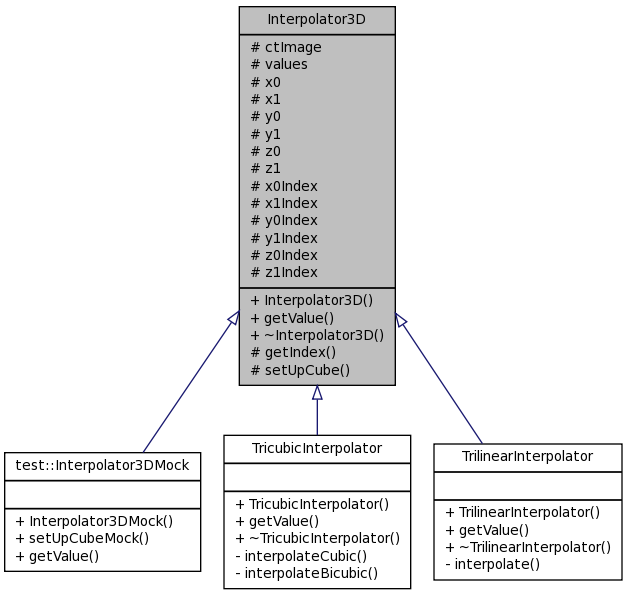 Interpolator3D
# ctImage
# values
# x0
# x1
# y0
# y1
# z0
# z1
# x0Index
# x1Index
# y0Index
# y1Index
# z0Index
# z1Index
+ Interpolator3D()
+ getValue()
+ ~Interpolator3D()
# getIndex()
# setUpCube()
test::Interpolator3DMock
+ Interpolator3DMock()
+ setUpCubeMock()
+ getValue()
TricubicInterpolator
+ TricubicInterpolator()
+ getValue()
+ ~TricubicInterpolator()
- interpolateCubic()
- interpolateBicubic()
TrilinearInterpolator
+ TrilinearInterpolator()
+ getValue()
+ ~TrilinearInterpolator()
- interpolate()